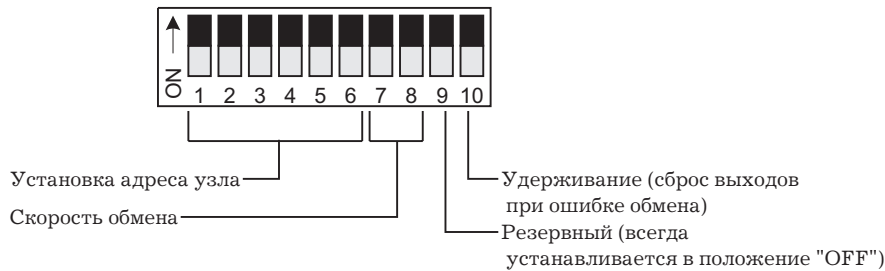 ON
1 2 3 4 5 6 7 8 9 10
Установка адреса узла
Скорость обмена
Удерживание (сброс выходов
при ошибке обмена)
Резервный (всегда
устанавливается в положение "OFF")